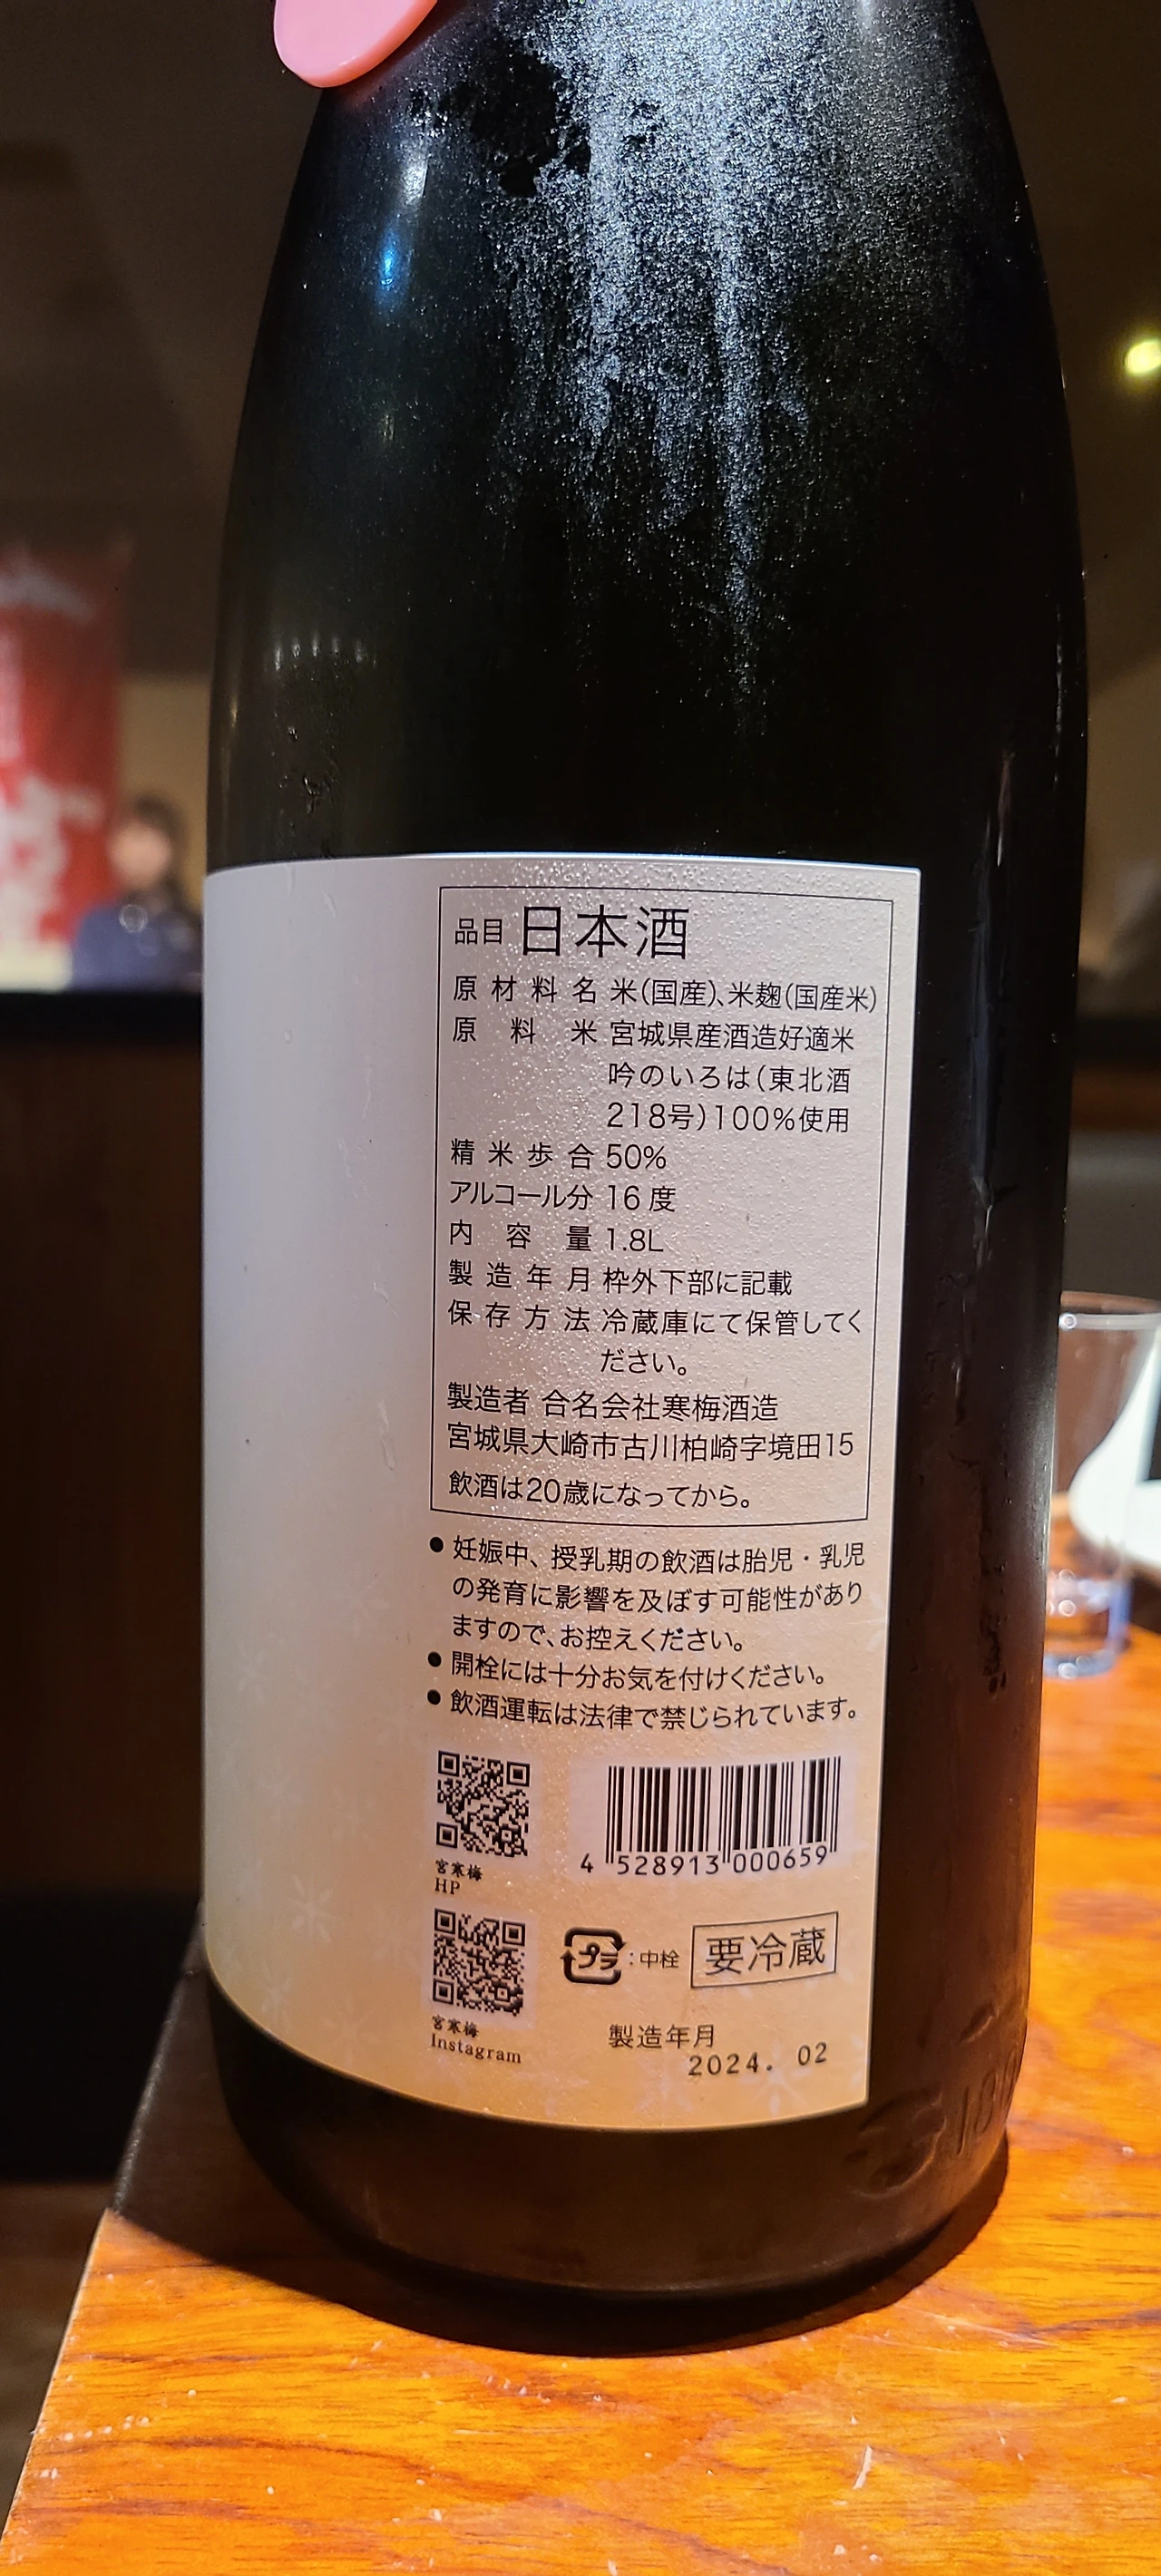 品目 日本酒
原材料名 米(国産)、米麹(国産米)
原料米 宮城県産酒造好適米
吟のいろは(東北酒
218号)100%使用
精米歩合 50%
アルコール分 16度
内容量 1.8L
製造年月 枠外下部に記載
保存方法 冷蔵庫にて保管してく
ださい。
製造者 合名会社寒梅酒造
宮城県大崎市古川柏崎字境田15
飲酒は20歳になってから。
● 妊娠中、授乳期の飲酒は胎児・乳児
の発育に影響を及ぼす可能性があり
ますので、お控えください。
● 開栓には十分お気を付けください。
● 飲酒運転は法律で禁じられています。
宮寒梅
HP
4 528913 000659
宮寒梅
Instagram
プラ:中栓
要冷蔵
製造年月
2024. 02